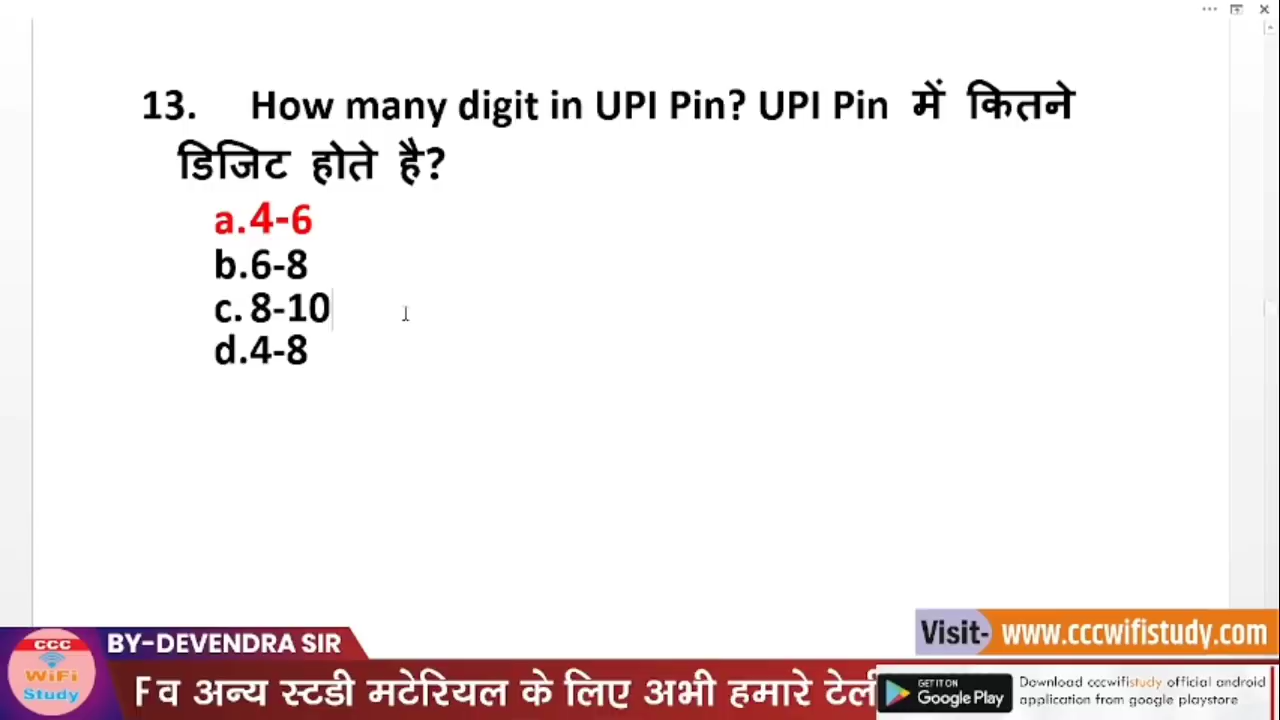 13. How many digit in UPI Pin? UPI Pin में कितने
डिजिट होते है?
a.4-6
b.6-8
c. 8-10
d.4-8
CCC
WiFi
Study
BY-DEVENDRA SIR
Visit- www.cccwifistudy.com
F व अन्य स्टडी मटेरियल के लिए अभी हमारे टेली
GET IT ON
Google Play
Download cccwifistudy official android
application from google playstore